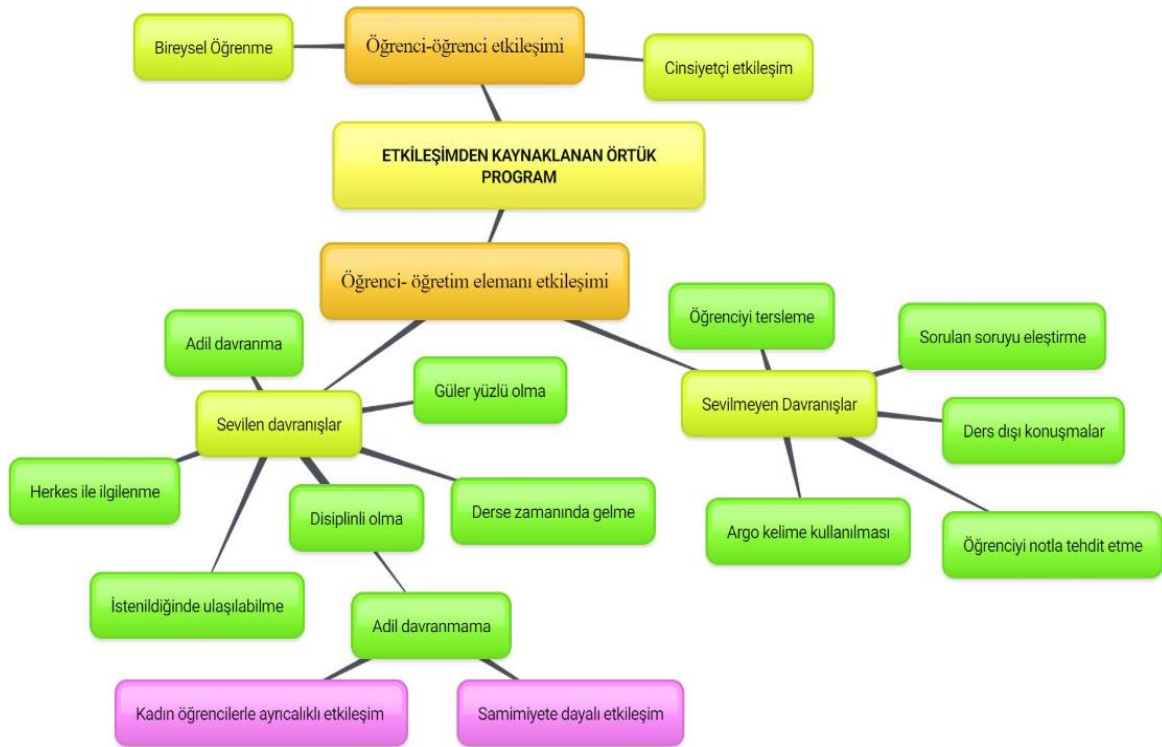 Bireysel Öğrenme
Öğrenci-öğrenci etkileşimi
Cinsiyetçi etkileşim
ETKİLEŞİMDEN KAYNAKLANAN ÖRTÜK
PROGRAM
Öğrenci- öğretim elemanı etkileşimi
Adil davranma
Güler yüzlü olma
Sevilen davranışlar
Herkes ile ilgilenme
Disiplinli olma
Derse zamanında gelme
İstenildiğinde ulaşılabilme
Adil davranmama
Kadın öğrencilerle ayrıcalıklı etkileşim
Samimiyete dayalı etkileşim
Öğrenciyi tersleme
Sorulan soruyu eleştirme
Sevilmeyen Davranışlar
Ders dışı konuşmalar
Argo kelime kullanılması
Öğrenciyi notla tehdit etme